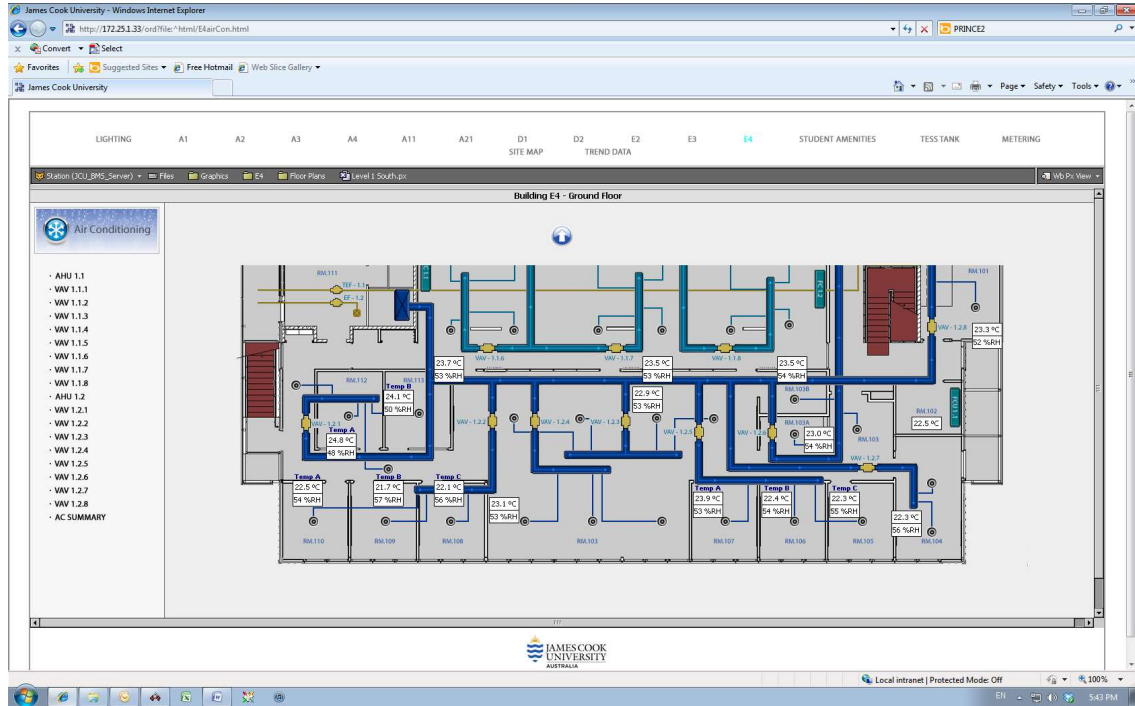 James Cook University - Windows Internet Explorer
http://172.25.1.33/ord?file:^html/E4airCon.html
PRINCE2
x Convert Select
Favorites Suggested Sites Free Hotmail Web Slice Gallery
James Cook University
Page Safety Tools
LIGHTING A1 A2 A3 A4 A11 A21 D1 D2 E2 E3 E4 STUDENT AMENITIES TESS TANK METERING
SITE MAP TREND DATA
Station (JCU_BMS_Server) Files Graphics E4 Floor Plans Level 1 South.px Wb Px View
Building E4 - Ground Floor
Air Conditioning
· AHU 1.1
· VAV 1.1.1
· VAV 1.1.2
· VAV 1.1.3
· VAV 1.1.4
· VAV 1.1.5
· VAV 1.1.6
· VAV 1.1.7
· VAV 1.1.8
· AHU 1.2
· VAV 1.2.1
· VAV 1.2.2
· VAV 1.2.3
· VAV 1.2.4
· VAV 1.2.5
· VAV 1.2.6
· VAV 1.2.7
· VAV 1.2.8
· AC SUMMARY
RM.111 RM.101
TEF - 1.1
EF - 1.2
FC1.2
VAV - 1.2.8
23.3 ºC
52 %RH
VAV - 1.1.6 VAV - 1.1.7 VAV - 1.1.8
23.7 ºC
53 %RH
23.5 ºC
53 %RH
23.5 ºC
54 %RH
RM.112 RM.113
Temp B
24.1 ºC
50 %RH
22.9 ºC
53 %RH
RM.103B
RM.102
22.5 ºC
FCU1.1
VAV - 1.2.1
Temp A
24.8 ºC
48 %RH
VAV - 1.2.2 VAV - 1.2.4 VAV - 1.2.3
VAV - 1.2.5 VAV - 1.2.6
RM.103A
23.0 ºC
54 %RH
RM.103
VAV - 1.2.7
Temp A
22.5 ºC
54 %RH
Temp B
21.7 ºC
57 %RH
Temp C
22.1 ºC
56 %RH
23.1 ºC
53 %RH
Temp A
23.9 ºC
53 %RH
Temp B
22.4 ºC
54 %RH
Temp C
22.3 ºC
55 %RH
22.3 ºC
56 %RH
RM.110 RM.109 RM.108 RM.103 RM.107 RM.106 RM.105 RM.104
JAMES COOK
UNIVERSITY
AUSTRALIA
Local intranet | Protected Mode: Off 100%
EN 5:43 PM